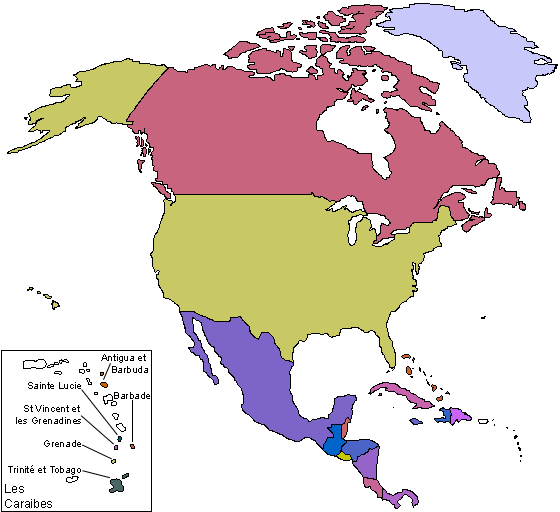 Antigua et
Barbuda
Sainte Lucie
Barbade
St Vincent et
les Grenadines
Grenade
Trinité et Tobago
Les
Caraibes